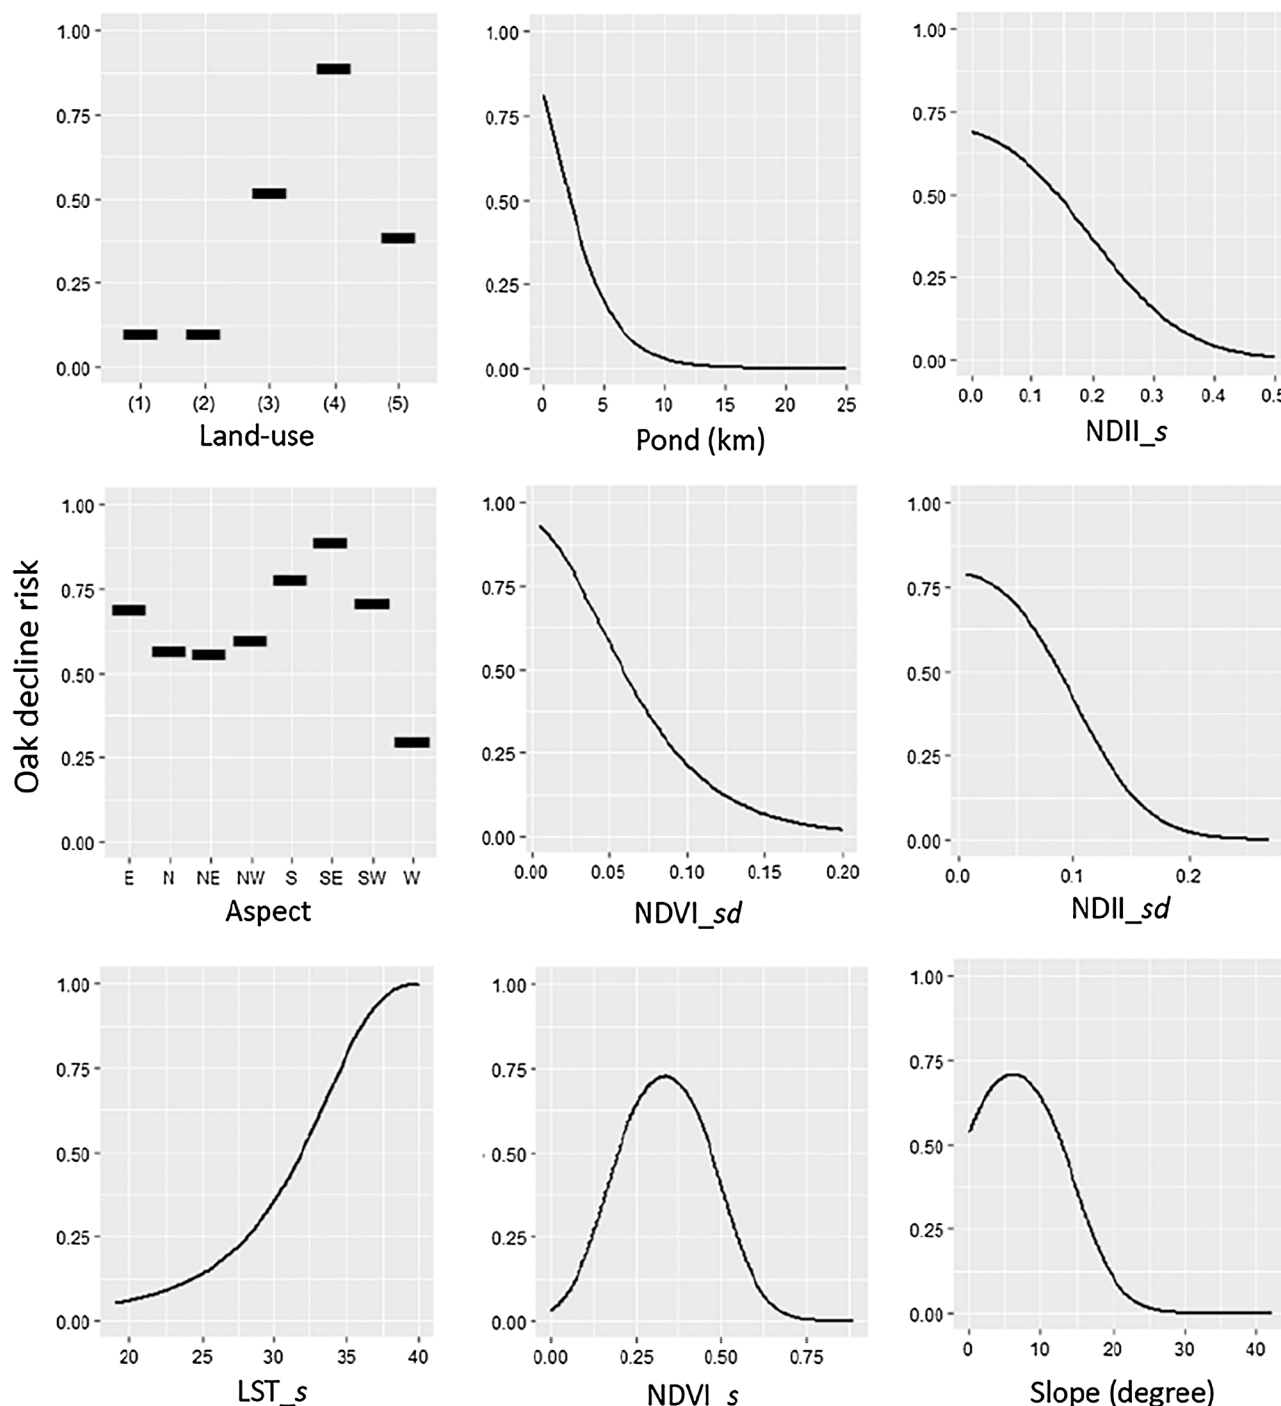 1.00
0.75
0.50
0.25
0.00
(1) (2) (3) (4) (5)
Land-use
1.00
0.75
0.50
0.25
0.00
0 5 10 15 20 25
Pond (km)
1.00
0.75
0.50
0.25
0.00
0.0 0.1 0.2 0.3 0.4 0.5
NDII_s
Oak decline risk
1.00
0.75
0.50
0.25
0.00
E N NE NW S SE SW W
Aspect
1.00
0.75
0.50
0.25
0.00
0.00 0.05 0.10 0.15 0.20
NDVI_sd
1.00
0.75
0.50
0.25
0.00
0.0 0.1 0.2
NDII_sd
1.00
0.75
0.50
0.25
0.00
20 25 30 35 40
LST_s
1.00
0.75
0.50
0.25
0.00
0.00 0.25 0.50 0.75
NDVI_s
1.00
0.75
0.50
0.25
0.00
0 10 20 30 40
Slope (degree)